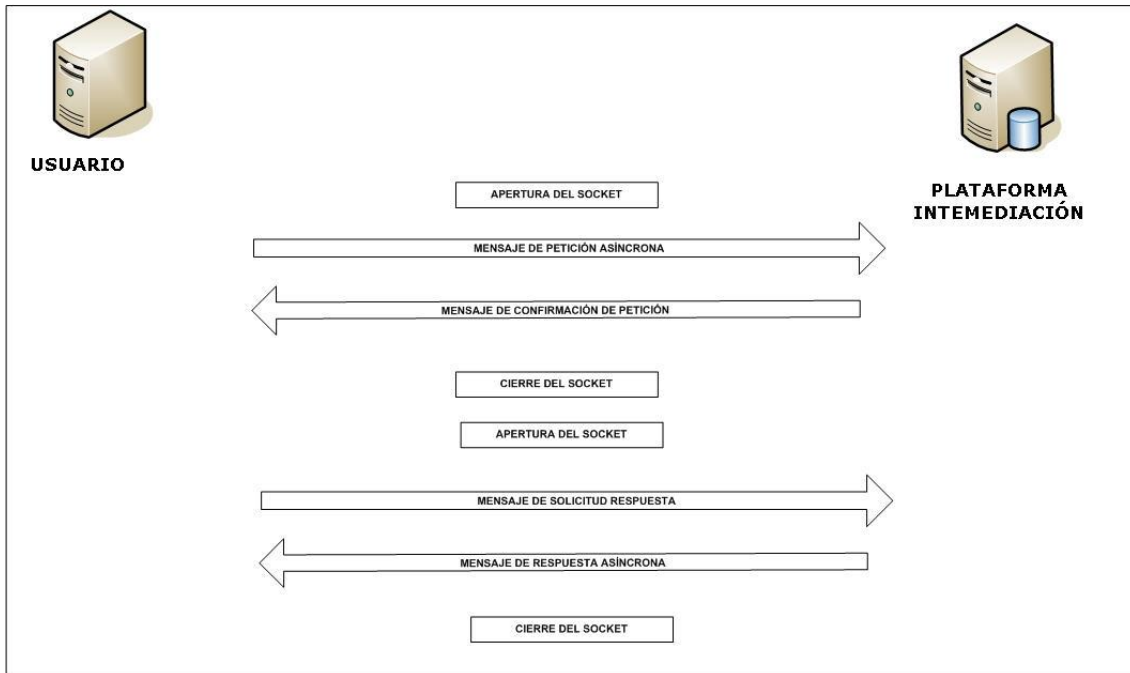 USUARIO
PLATAFORMA
INTEMEDIACIÓN
APERTURA DEL SOCKET
MENSAJE DE PETICIÓN ASÍNCRONA
MENSAJE DE CONFIRMACIÓN DE PETICIÓN
CIERRE DEL SOCKET
APERTURA DEL SOCKET
MENSAJE DE SOLICITUD RESPUESTA
MENSAJE DE RESPUESTA ASÍNCRONA
CIERRE DEL SOCKET